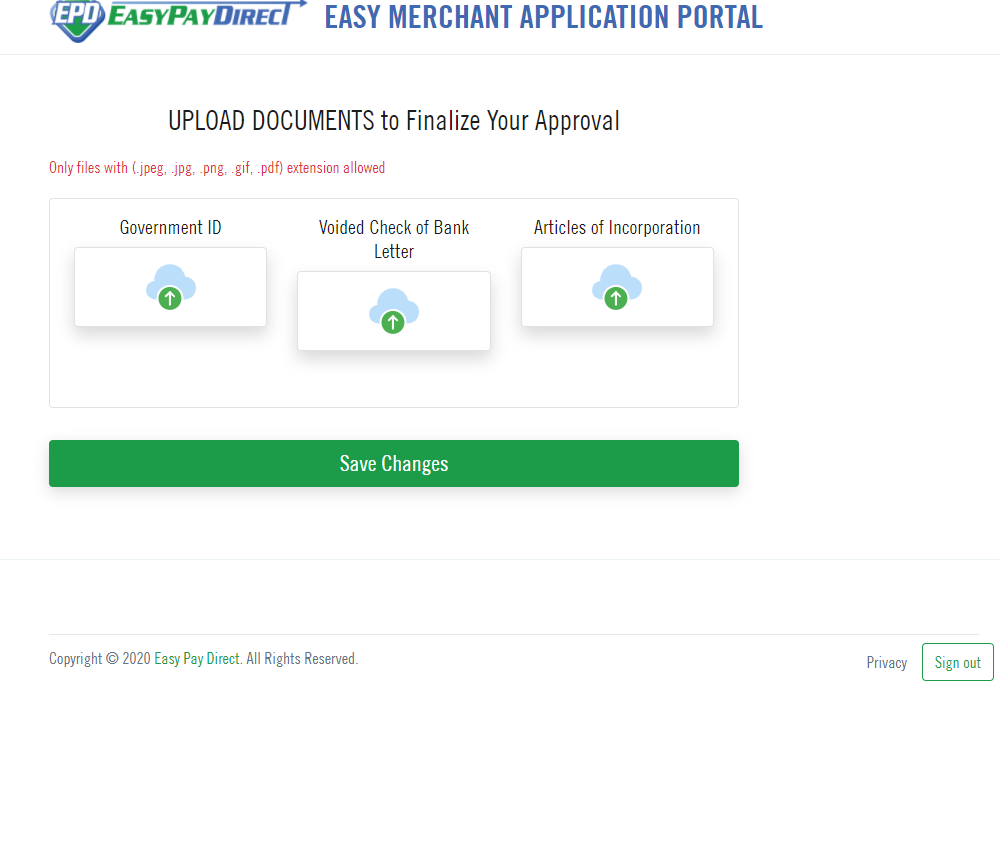 EPD EASYPAYDIRECT EASY MERCHANT APPLICATION PORTAL
UPLOAD DOCUMENTS to Finalize Your Approval
Only files with (.jpeg, .jpg, .png, .gif, .pdf) extension allowed
Government ID
Voided Check of Bank
Letter
Articles of Incorporation
Save Changes
Copyright © 2020 Easy Pay Direct. All Rights Reserved.
Privacy
Sign out